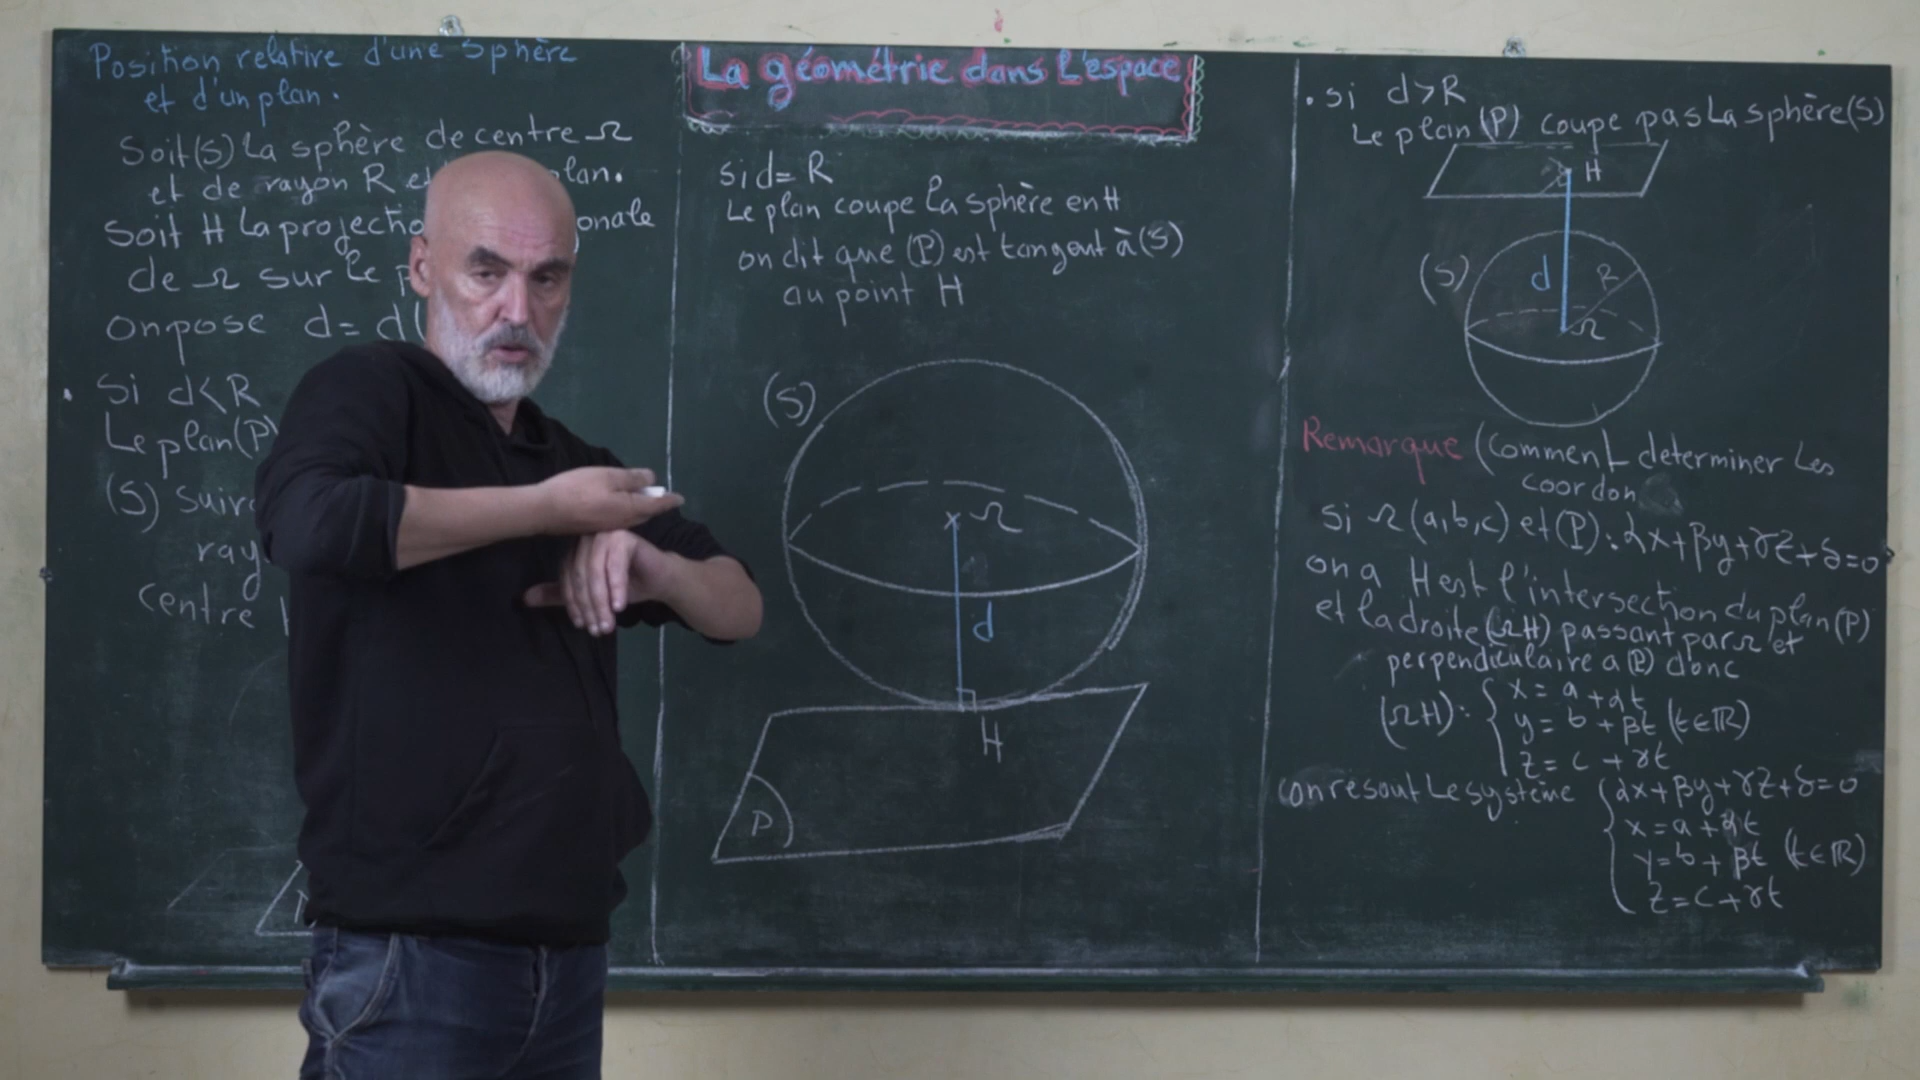 Position relative d'une sphère
et d'un plan.
Soit (S) La sphère de centre Ω
et de rayon R et plan.
Soit H La projectio onale
de Ω sur le p
on pose d= d(
. Si d<R
Le plan (P)
(S) suiv
ray
Centre
La géométrie dans L'espace
si d= R
Le plan coupe la sphère en H
on dit que (P) est tangent à (S)
au point H
(S)
Ω
d
H
P
. si d>R
Le plan (P) coupe pas La sphère (S)
H
(S)
d
R
Ω
Remarque (comment determiner Les
coordon
Si Ω (a,b,c) et (P): αx+βy+γz+δ=0
on a H est l'intersection du plan (P)
et la droite (ΩH) passant par Ω et
perpendiculaire a (P) donc
(ΩH): { x= a+αt
y= b+βt (t∈ℝ)
z= c+γt
on resout Le système { αx+βy+γz+δ=0
x=a+αt
y=b+βt (t∈ℝ)
z=c+γt